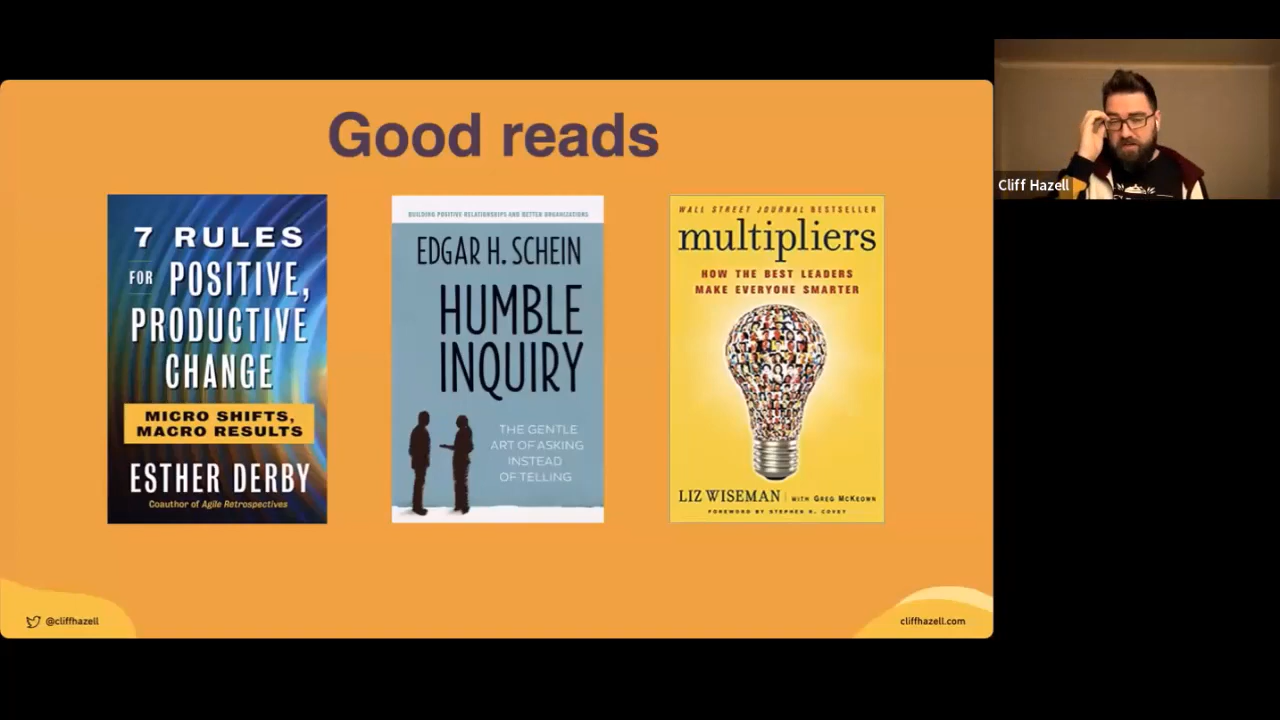 Good reads
7 RULES
FOR POSITIVE,
PRODUCTIVE
CHANGE
MICRO SHIFTS,
MACRO RESULTS
ESTHER DERBY
Coauthor of Agile Retrospectives
BUILDING POSITIVE RELATIONSHIPS AND BETTER ORGANIZATIONS
EDGAR H. SCHEIN
HUMBLE
INQUIRY
THE GENTLE
ART OF ASKING
INSTEAD
OF TELLING
WALL STREET JOURNAL BESTSELLER
multipliers
HOW THE BEST LEADERS
MAKE EVERYONE SMARTER
LIZ WISEMAN WITH GREG MCKEOWN
FOREWORD BY STEPHEN R. COVEY
@cliffhazell
cliffhazell.com
Cliff Hazell